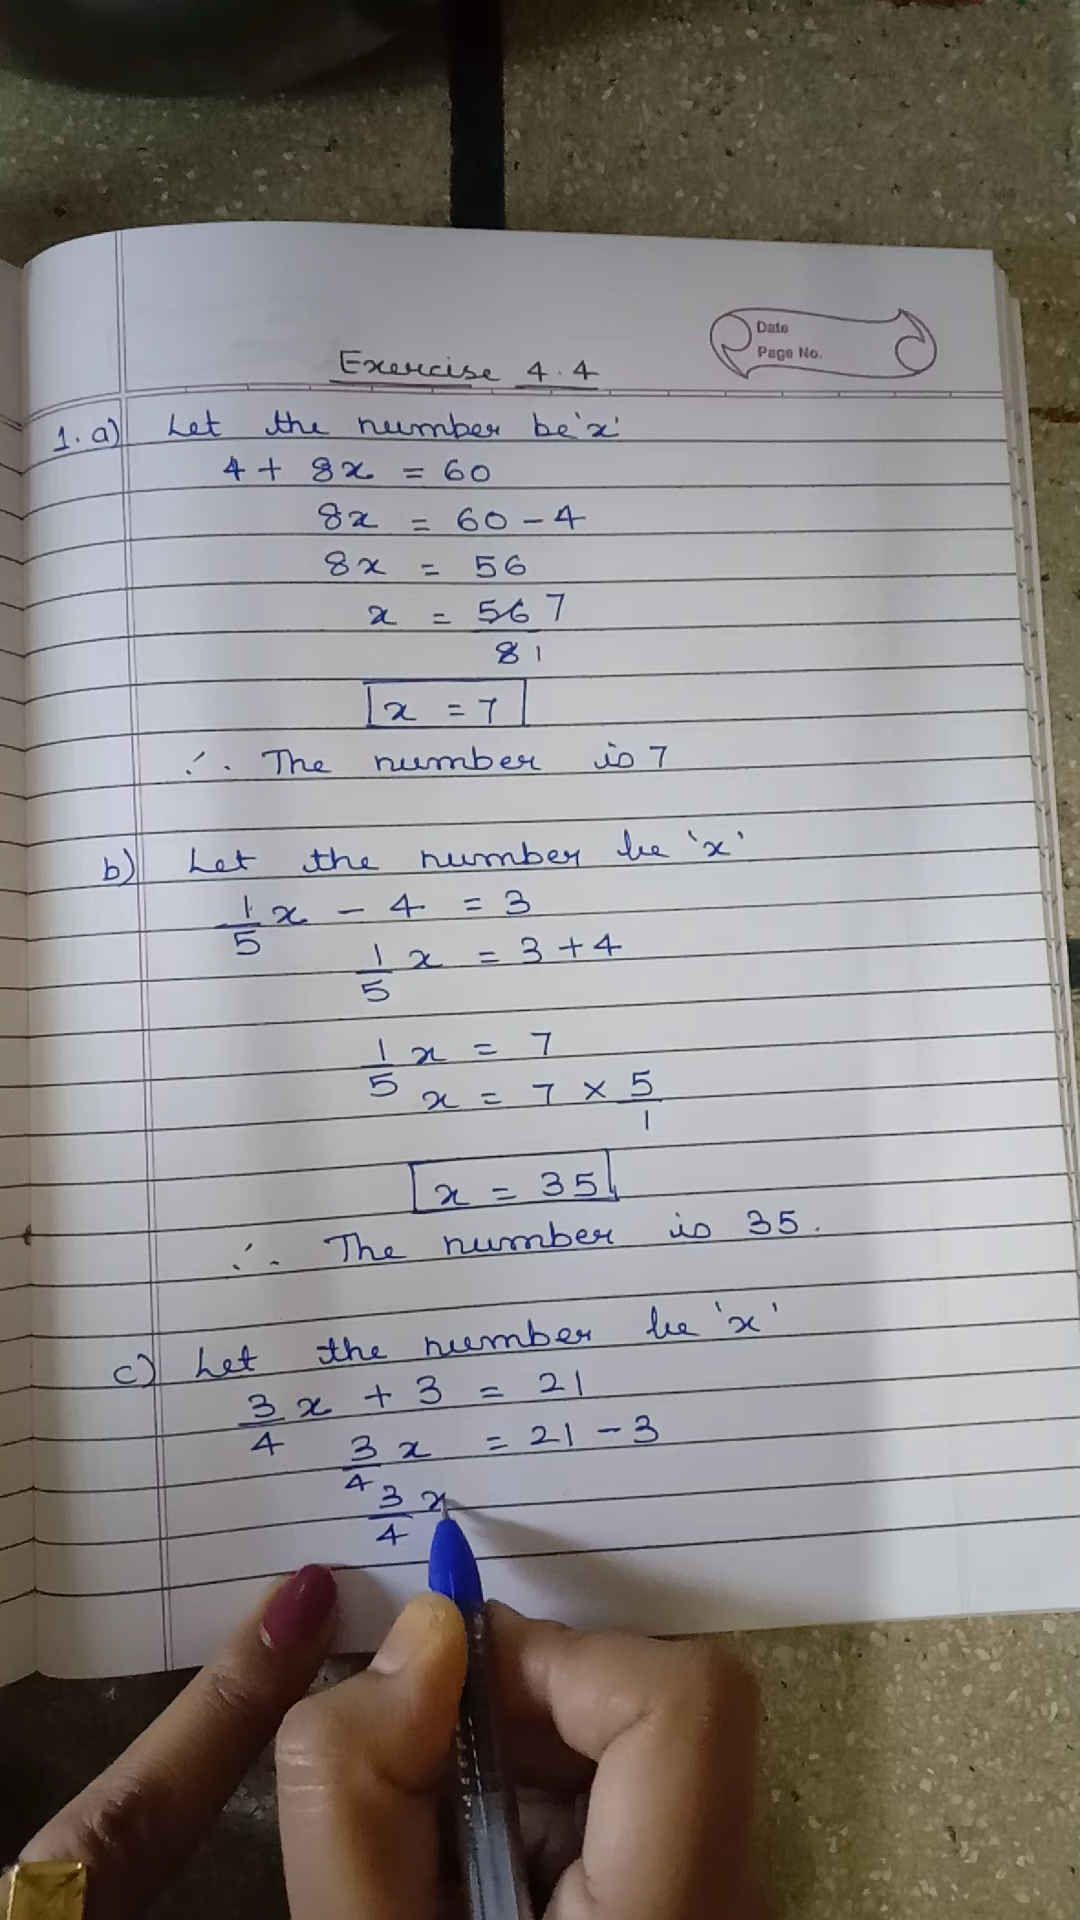 Date
Page No.
Exercise 4.4
1. a) Let the number be 'x'
4 + 8x = 60
8x = 60 - 4
8x = 56
x = 56 7
8 1
x = 7
∴ The number is 7
b) Let the number be 'x'
1/5 x - 4 = 3
1/5 x = 3 + 4
1/5 x = 7
x = 7 × 5/1
x = 35
∴ The number is 35.
c) Let the number be 'x'
3/4 x + 3 = 21
3/4 x = 21 - 3
3/4 x